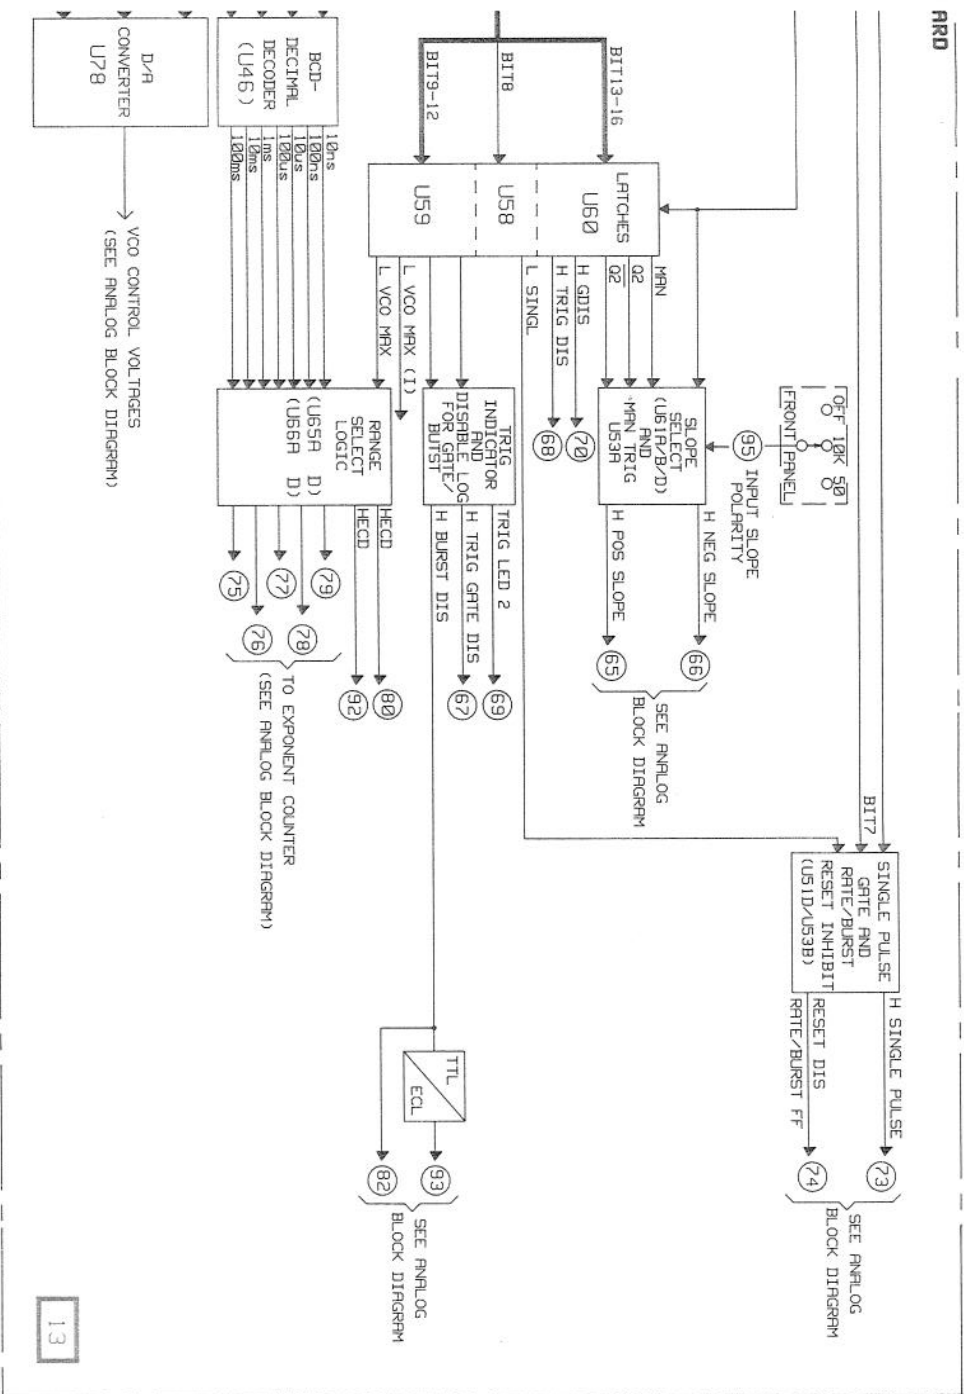 ARD
D/A
CONVERTER
U78
BCD-
DECIMAL
DECODER
(U46)
BIT13-16
BIT8
BIT9-12
BIT7
VCO CONTROL VOLTAGES
(SEE ANALOG BLOCK DIAGRAM)
10ns
100ns
10us
100us
1ms
10ms
100ms
LATCHES
U60
U58
U59
MAN
Q2
Q2
H GDIS
H TRIG DIS
L SINGL
L VCO MAX (I)
L VCO MAX
70
68
OFF 10K 50
FRONT PANEL
95
INPUT SLOPE
POLARITY
SLOPE
SELECT
(U61A/B/D)
AND
MAN TRIG
U53A
TRIG
INDICATOR
AND
DISABLE LOG
FOR GATE/
BUTST
RANGE
SELECT
LOGIC
(U65A D)
(U66A D)
H NEG SLOPE
H POS SLOPE
66
65
SEE ANALOG
BLOCK DIAGRAM
TRIG LED 2
H TRIG GATE DIS
H BURST DIS
69
67
HECD
HECD
80
92
79
78
77
76
75
TO EXPONENT COUNTER
(SEE ANALOG BLOCK DIAGRAM)
SINGLE PULSE
GATE AND
RATE/BURST
RESET INHIBIT
(U51D/U53B)
H SINGLE PULSE
RESET DIS
RATE/BURST FF
73
74
SEE ANALOG
BLOCK DIAGRAM
TTL
ECL
93
82
SEE ANALOG
BLOCK DIAGRAM
13